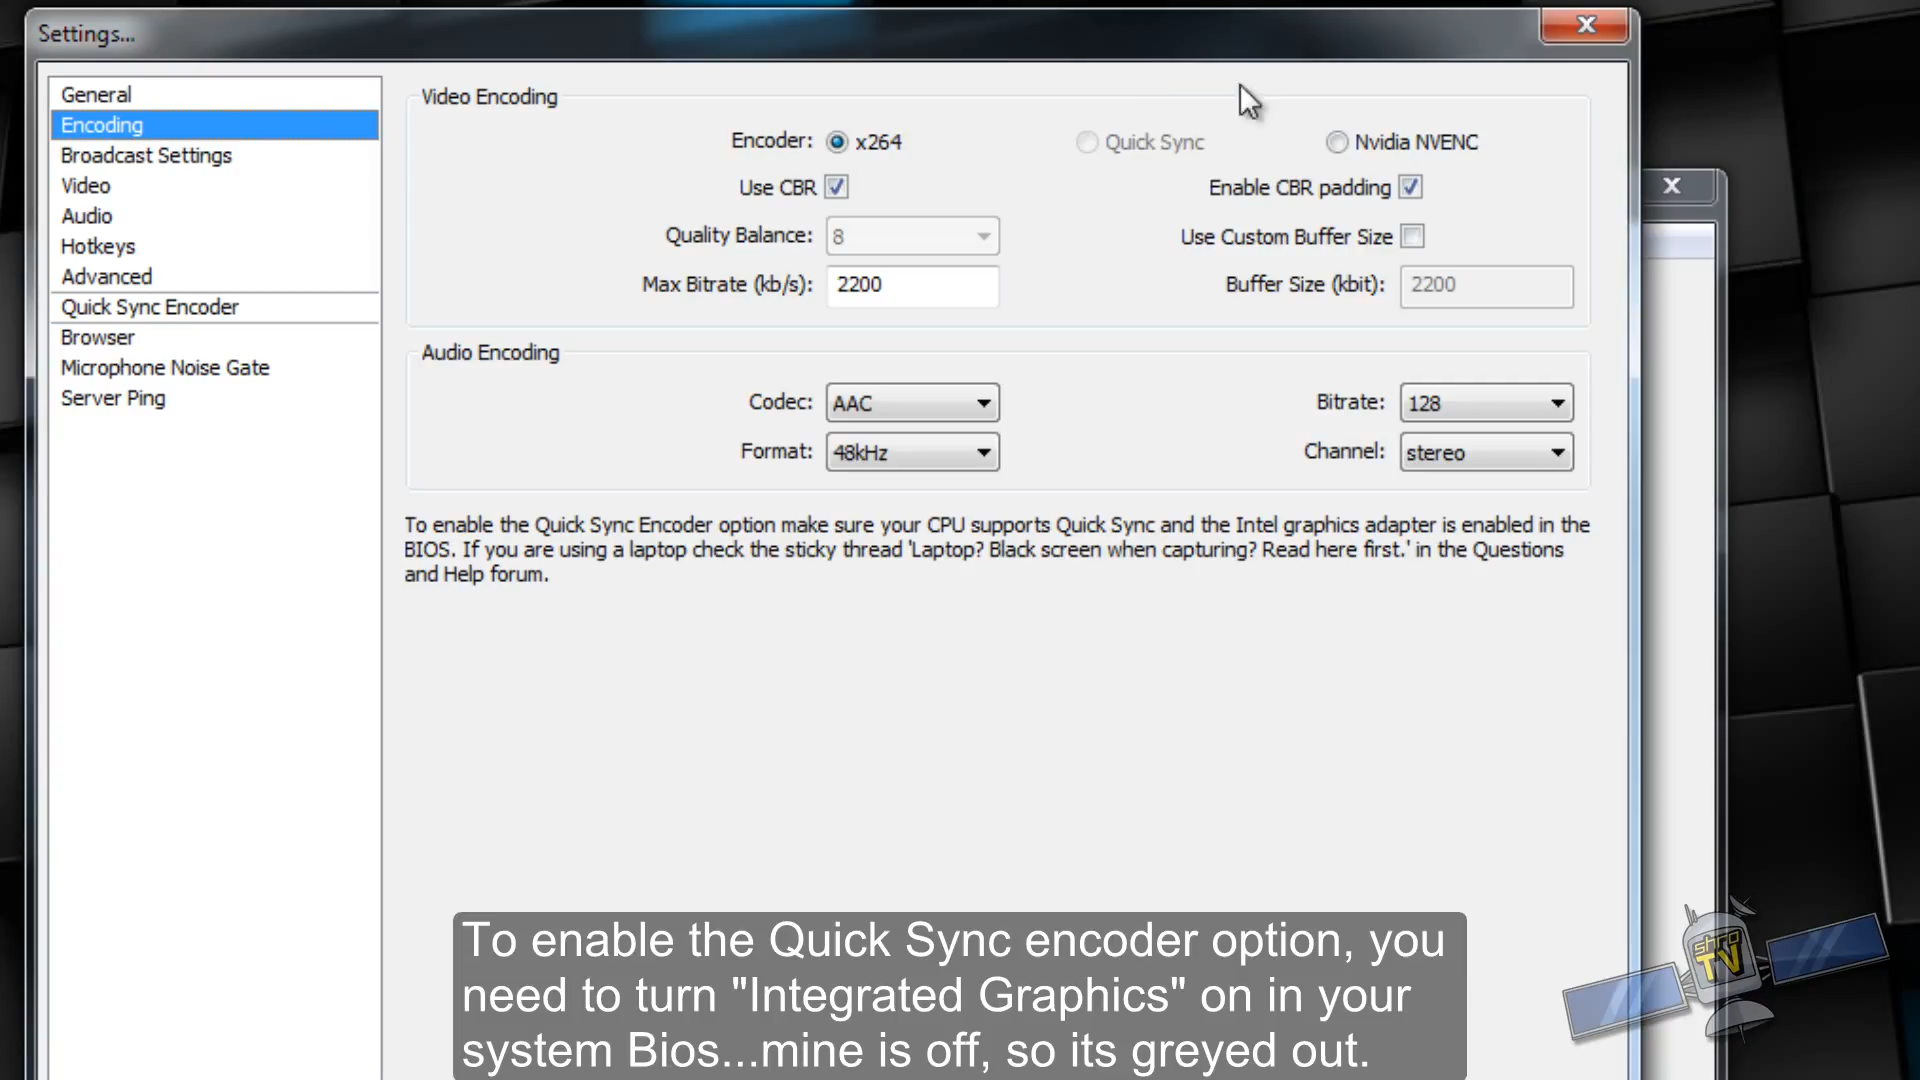 Settings...
General
Encoding
Broadcast Settings
Video
Audio
Hotkeys
Advanced
Quick Sync Encoder
Browser
Microphone Noise Gate
Server Ping
Video Encoding
Encoder: x264 Quick Sync Nvidia NVENC
Use CBR Enable CBR padding
Quality Balance: 8 Use Custom Buffer Size
Max Bitrate (kb/s): 2200 Buffer Size (kbit): 2200
Audio Encoding
Codec: AAC Bitrate: 128
Format: 48kHz Channel: stereo
To enable the Quick Sync Encoder option make sure your CPU supports Quick Sync and the Intel graphics adapter is enabled in the
BIOS. If you are using a laptop check the sticky thread 'Laptop? Black screen when capturing? Read here first.' in the Questions
and Help forum.
To enable the Quick Sync encoder option, you
need to turn "Integrated Graphics" on in your
system Bios...mine is off, so its greyed out.
shro
TV